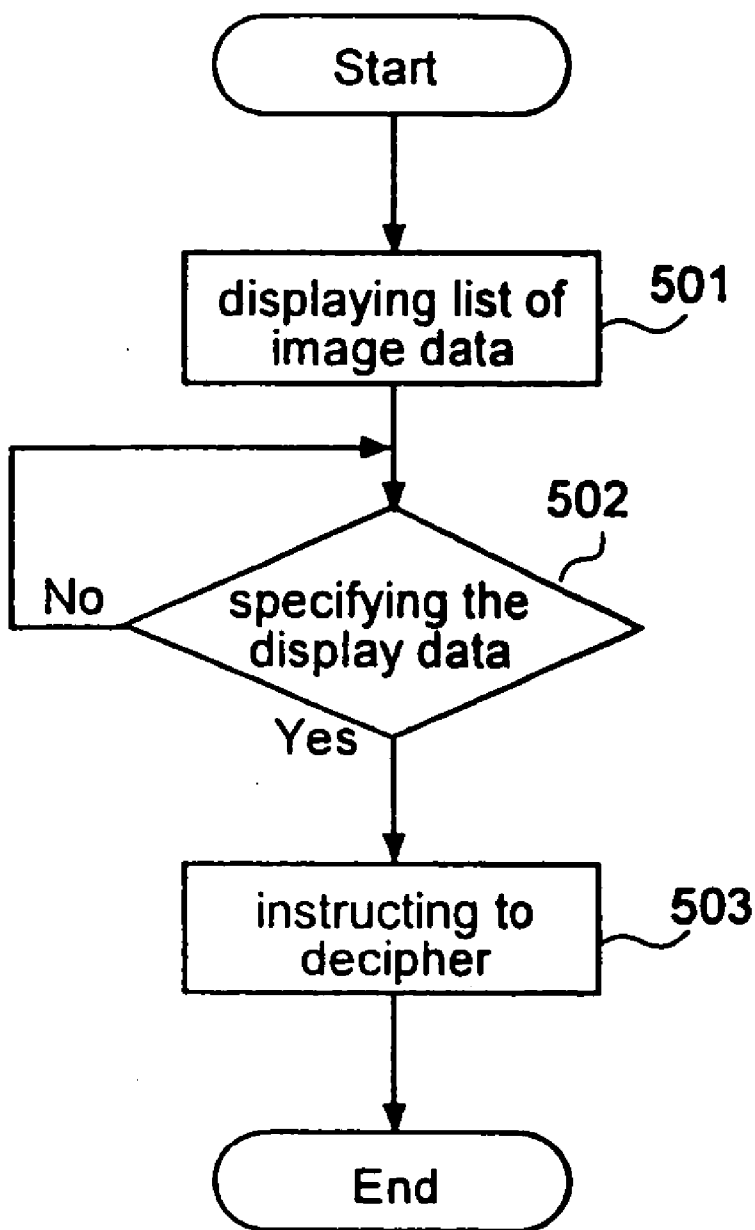 Start
displaying list of
image data
501
502
No
specifying the
display data
Yes
instructing to
decipher
503
End